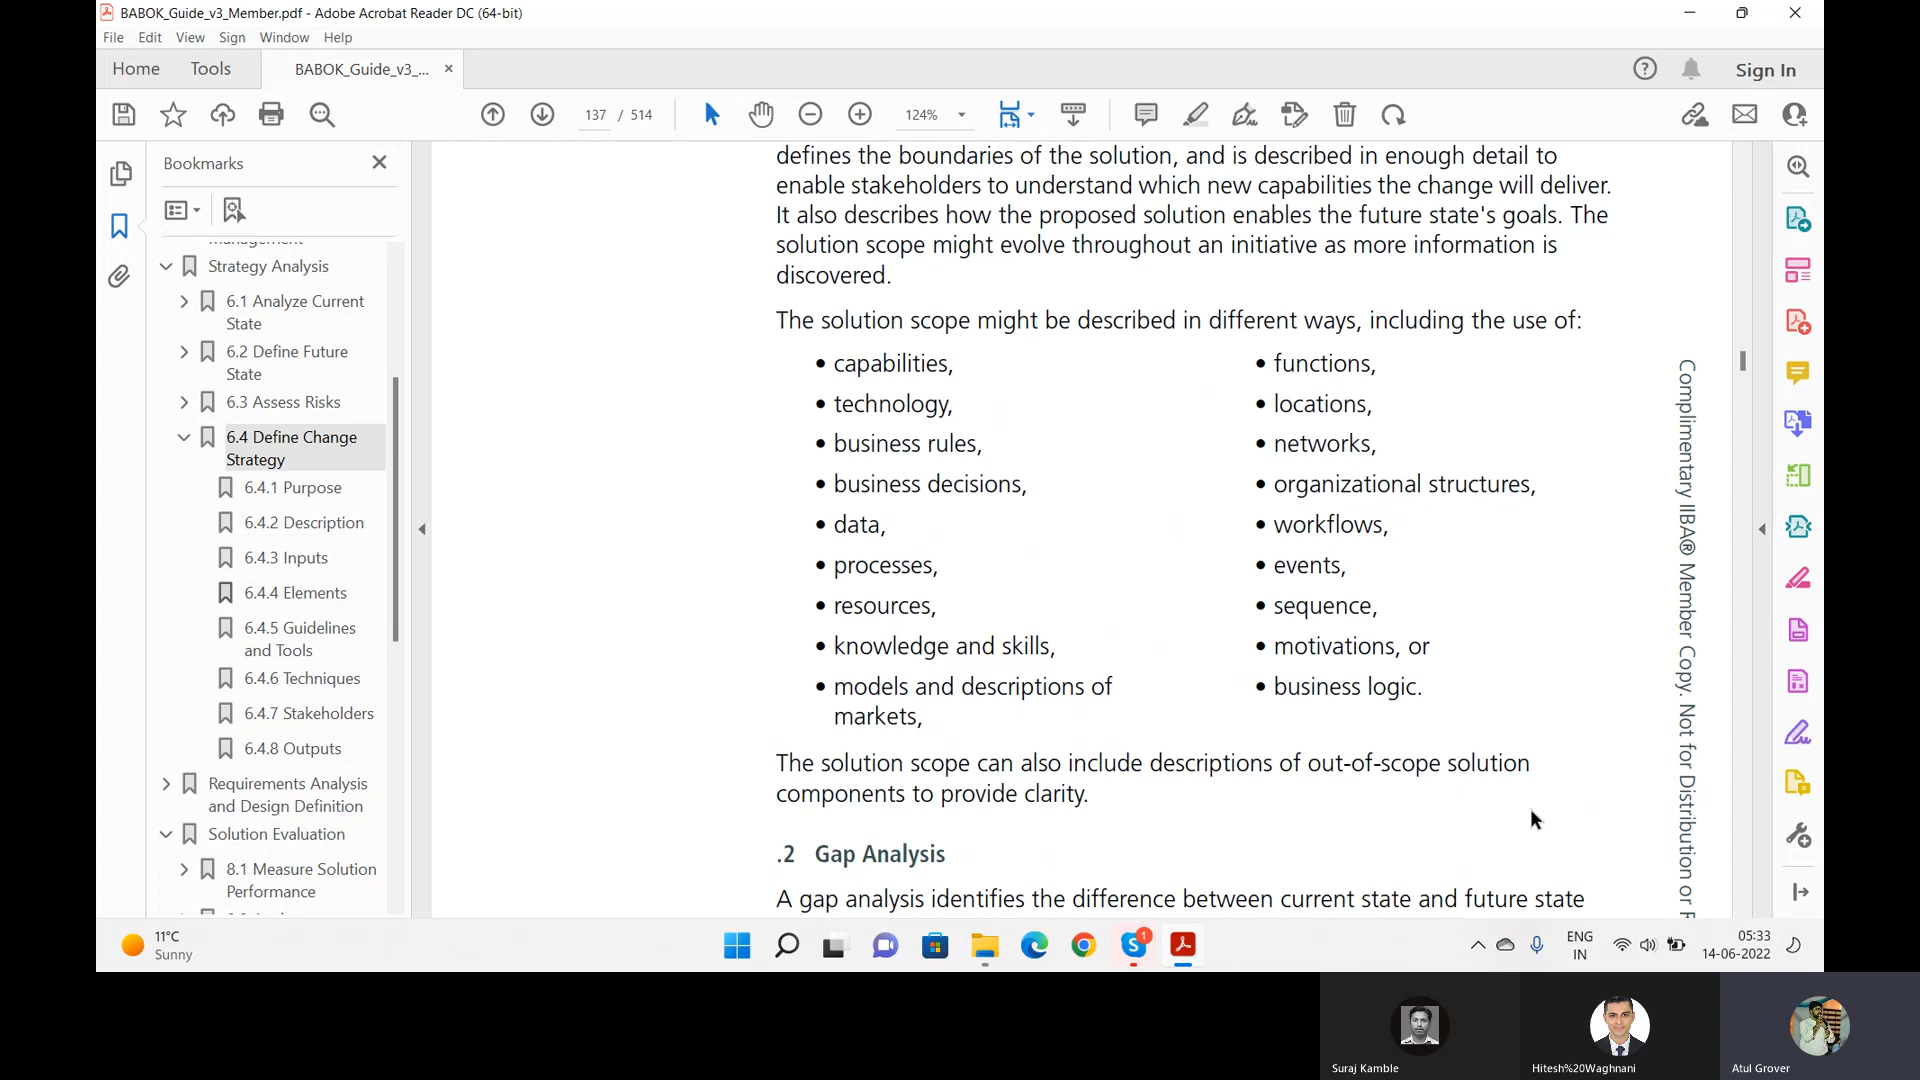 BABOK_Guide_v3_Member.pdf - Adobe Acrobat Reader DC (64-bit)
File Edit View Sign Window Help
Home Tools BABOK_Guide_v3_... × Sign In
137 / 514 124%
Bookmarks
Strategy Analysis
6.1 Analyze Current
State
6.2 Define Future
State
6.3 Assess Risks
6.4 Define Change
Strategy
6.4.1 Purpose
6.4.2 Description
6.4.3 Inputs
6.4.4 Elements
6.4.5 Guidelines
and Tools
6.4.6 Techniques
6.4.7 Stakeholders
6.4.8 Outputs
Requirements Analysis
and Design Definition
Solution Evaluation
8.1 Measure Solution
Performance
defines the boundaries of the solution, and is described in enough detail to
enable stakeholders to understand which new capabilities the change will deliver.
It also describes how the proposed solution enables the future state's goals. The
solution scope might evolve throughout an initiative as more information is
discovered.
The solution scope might be described in different ways, including the use of:
• capabilities,
• technology,
• business rules,
• business decisions,
• data,
• processes,
• resources,
• knowledge and skills,
• models and descriptions of
markets,
• functions,
• locations,
• networks,
• organizational structures,
• workflows,
• events,
• sequence,
• motivations, or
• business logic.
The solution scope can also include descriptions of out-of-scope solution
components to provide clarity.
.2 Gap Analysis
A gap analysis identifies the difference between current state and future state
Complimentary IIBA® Member Copy. Not for Distribution or
11°C
Sunny
1
ENG
IN
05:33
14-06-2022
Suraj Kamble
Hitesh%20Waghnani
Atul Grover